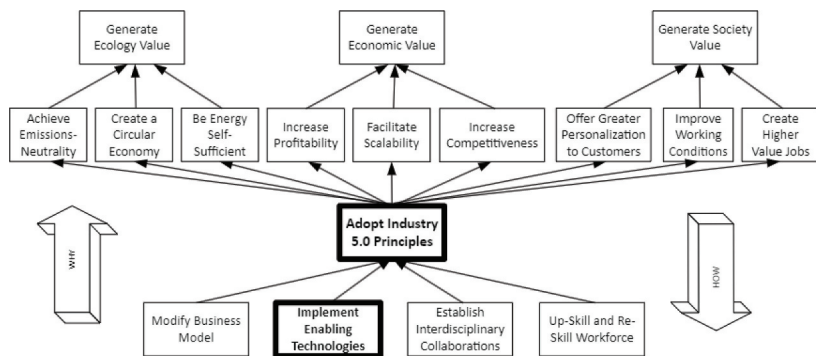 Generate
Ecology Value
Generate
Economic Value
Generate Society
Value
Achieve
Emissions-
Neutrality
Create a
Circular
Economy
Be Energy
Self-
Sufficient
Increase
Profitability
Facilitate
Scalability
Increase
Competitiveness
Offer Greater
Personalization
to Customers
Improve
Working
Conditions
Create
Higher
Value Jobs
Adopt Industry
5.0 Principles
WHY
HOW
Modify Business
Model
Implement
Enabling
Technologies
Establish
Interdisciplinary
Collaborations
Up-Skill and Re-
Skill Workforce